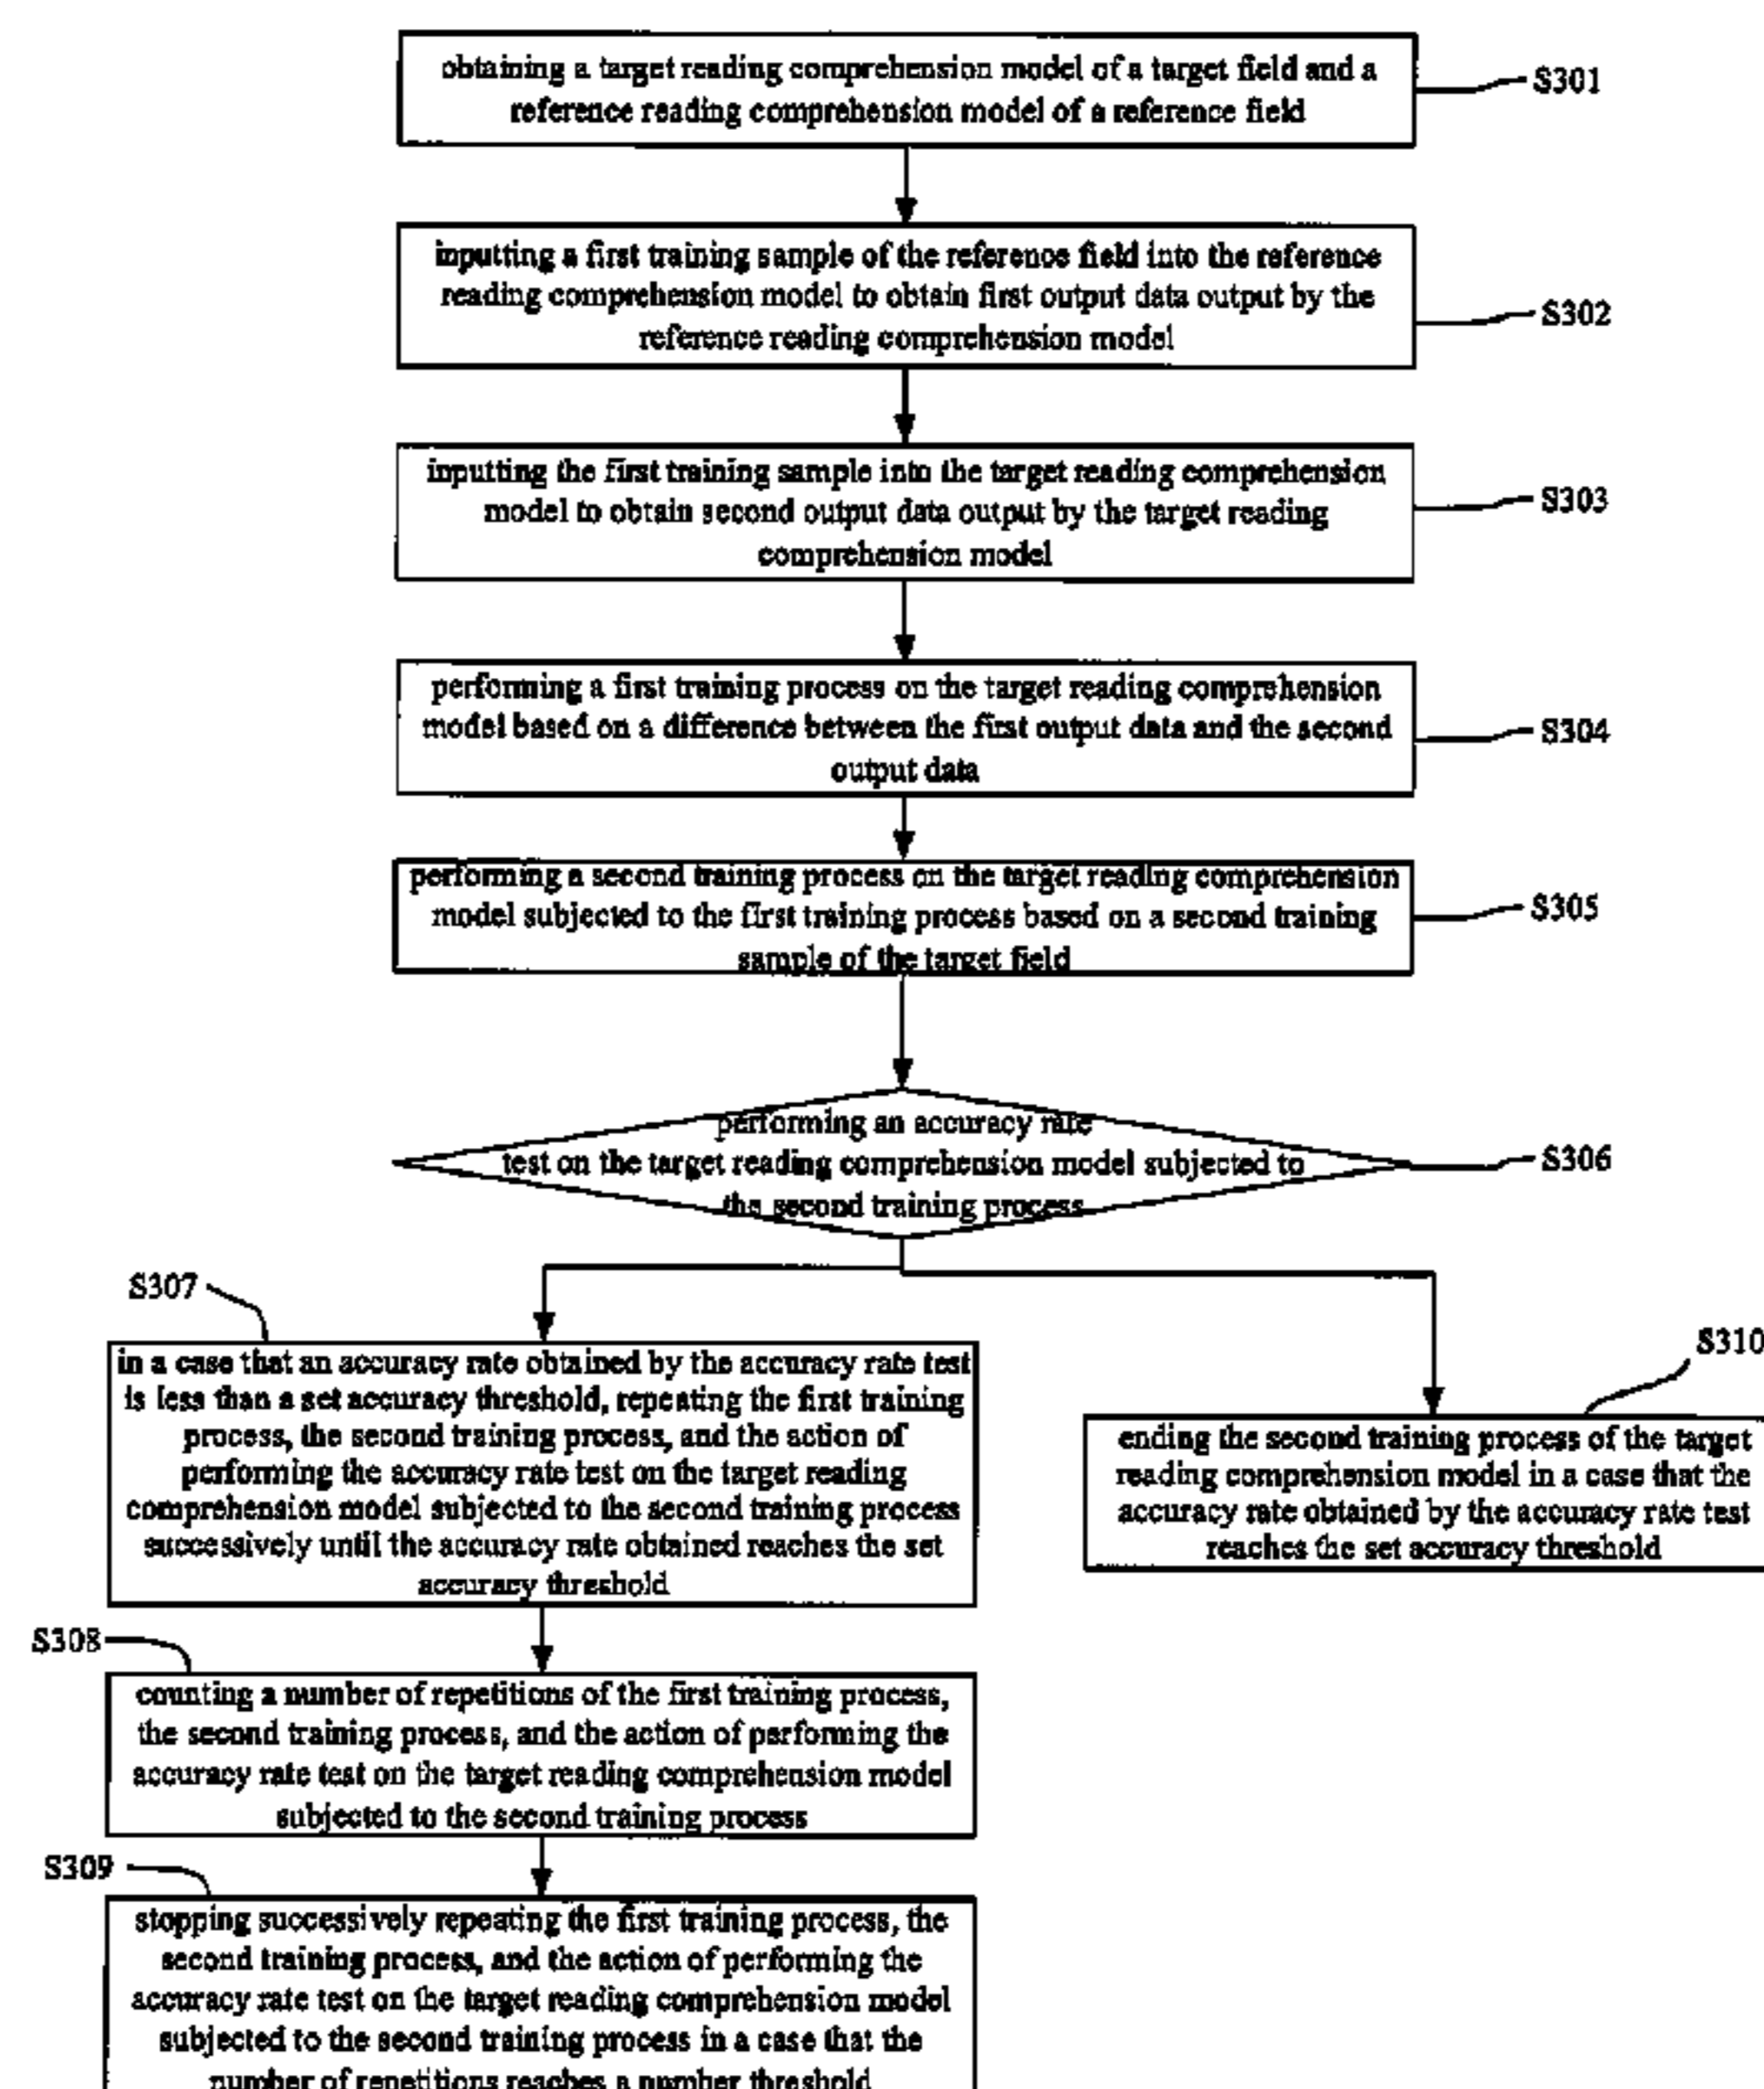 obtaining a target reading comprehension model of a target field and a
reference reading comprehension model of a reference field
S301
inputting a first training sample of the reference field into the reference
reading comprehension model to obtain first output data output by the
reference reading comprehension model
S302
inputting the first training sample into the target reading comprehension
model to obtain second output data output by the target reading
comprehension model
S303
performing a first training process on the target reading comprehension
model based on a difference between the first output data and the second
output data
S304
performing a second training process on the target reading comprehension
model subjected to the first training process based on a second training
sample of the target field
S305
performing an accuracy rate
test on the target reading comprehension model subjected to
the second training process
S306
S307
in a case that an accuracy rate obtained by the accuracy rate test
is less than a set accuracy threshold, repeating the first training
process, the second training process, and the action of
performing the accuracy rate test on the target reading
comprehension model subjected to the second training process
successively until the accuracy rate obtained reaches the set
accuracy threshold
S310
ending the second training process of the target
reading comprehension model in a case that the
accuracy rate obtained by the accuracy rate test
reaches the set accuracy threshold
S308
counting a number of repetitions of the first training process,
the second training process, and the action of performing the
accuracy rate test on the target reading comprehension model
subjected to the second training process
S309
stopping successively repeating the first training process, the
second training process, and the action of performing the
accuracy rate test on the target reading comprehension model
subjected to the second training process in a case that the
number of repetitions reaches a number threshold